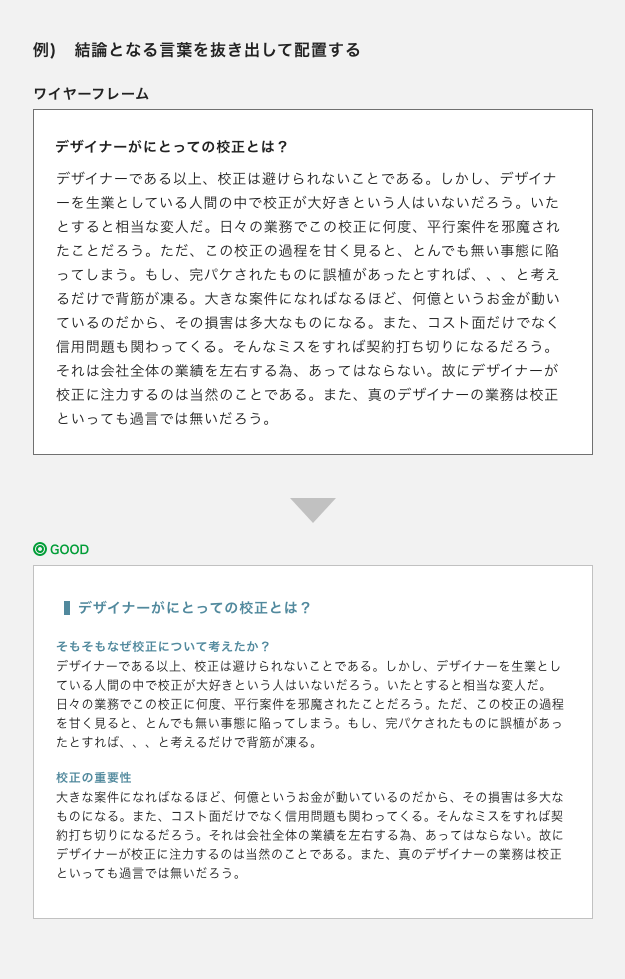 例)　結論となる言葉を抜き出して配置する
ワイヤーフレーム
デザイナーがにとっての校正とは？
デザイナーである以上、校正は避けられないことである。しかし、デザイナ
ーを生業としている人間の中で校正が大好きという人はいないだろう。いた
とすると相当な変人だ。日々の業務でこの校正に何度、平行案件を邪魔され
たことだろう。ただ、この校正の過程を甘く見ると、とんでも無い事態に陥
ってしまう。もし、完パケされたものに誤植があったとすれば、、、と考え
るだけで背筋が凍る。大きな案件になればなるほど、何億というお金が動い
ているのだから、その損害は多大なものになる。また、コスト面だけでなく
信用問題も関わってくる。そんなミスをすれば契約打ち切りになるだろう。
それは会社全体の業績を左右する為、あってはならない。故にデザイナーが
校正に注力するのは当然のことである。また、真のデザイナーの業務は校正
といっても過言では無いだろう。
GOOD
デザイナーがにとっての校正とは？
そもそもなぜ校正について考えたか？
デザイナーである以上、校正は避けられないことである。しかし、デザイナーを生業とし
ている人間の中で校正が大好きという人はいないだろう。いたとすると相当な変人だ。
日々の業務でこの校正に何度、平行案件を邪魔されたことだろう。ただ、この校正の過程
を甘く見ると、とんでも無い事態に陥ってしまう。もし、完パケされたものに誤植があっ
たとすれば、、、と考えるだけで背筋が凍る。
校正の重要性
大きな案件になればなるほど、何億というお金が動いているのだから、その損害は多大な
ものになる。また、コスト面だけでなく信用問題も関わってくる。そんなミスをすれば契
約打ち切りになるだろう。それは会社全体の業績を左右する為、あってはならない。故に
デザイナーが校正に注力するのは当然のことである。また、真のデザイナーの業務は校正
といっても過言では無いだろう。